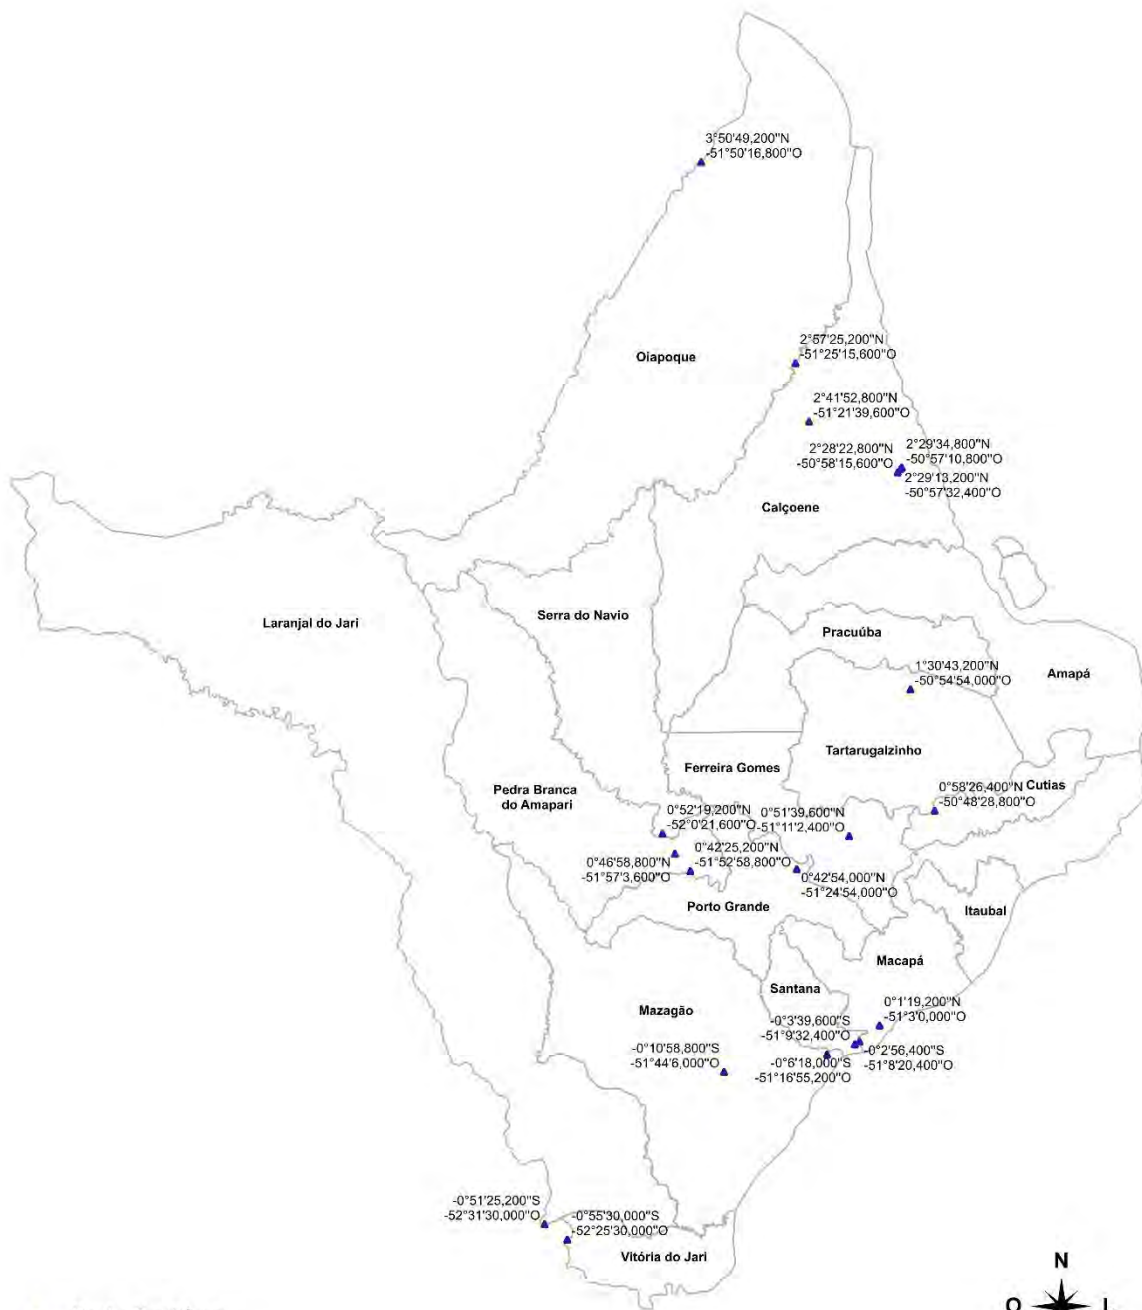 3°50'49,200"N
-51°50'16,800"O
Oiapoque
2°57'25,200"N
-51°25'15,600"O
2°41'52,800"N
-51°21'39,600"O
2°28'22,800"N
-50°58'15,600"O
2°29'34,800"N
-50°57'10,800"O
2°29'13,200"N
-50°57'32,400"O
Calçoene
Laranjal do Jari
Serra do Navio
Pracuúba
1°30'43,200"N
-50°54'54,000"O
Amapá
Tartarugalzinho
Ferreira Gomes
Cutias
Pedra Branca
do Amapari
0°58'26,400"N
-50°48'28,800"O
0°52'19,200"N
-52°0'21,600"O
0°51'39,600"N
-51°11'2,400"O
0°46'58,800"N
-51°57'3,600"O
0°42'25,200"N
-51°52'58,800"O
0°42'54,000"N
-51°24'54,000"O
Porto Grande
Itaubal
Macapá
Santana
Mazagão
0°1'19,200"N
-51°3'0,000"O
-0°3'39,600"S
-51°9'32,400"O
-0°2'56,400"S
-51°8'20,400"O
-0°6'18,000"S
-51°16'55,200"O
-0°10'58,800"S
-51°44'6,000"O
-0°51'25,200"S
-52°31'30,000"O
-0°55'30,000"S
-52°25'30,000"O
Vitória do Jari
N
O L